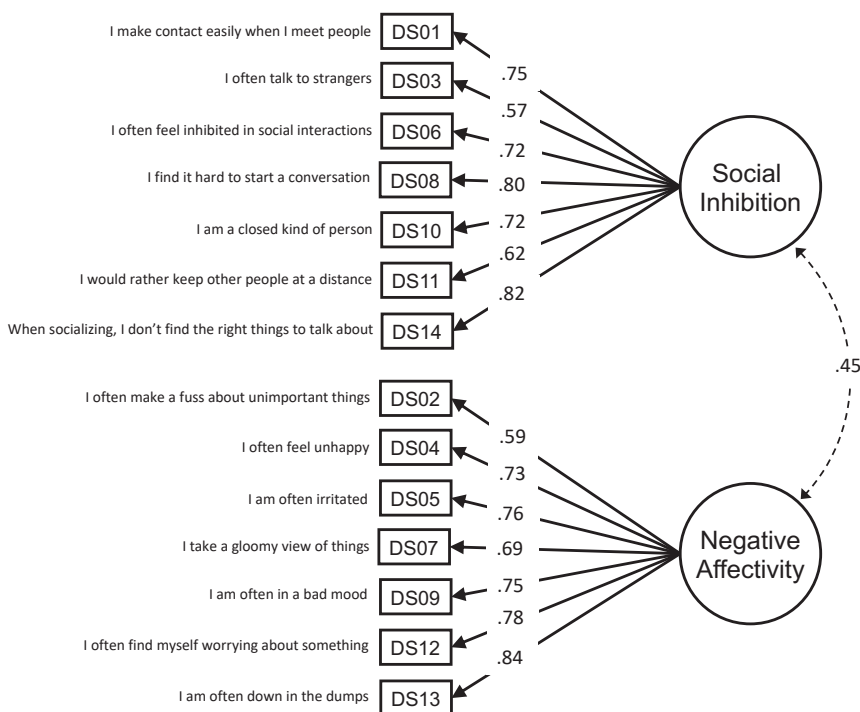 I make contact easily when I meet people DS01
.75
I often talk to strangers DS03
.57
I often feel inhibited in social interactions DS06
.72
I find it hard to start a conversation DS08 .80
Social
Inhibition
I am a closed kind of person DS10 .72
.62
I would rather keep other people at a distance DS11
.82
When socializing, I don’t find the right things to talk about DS14
.45
I often make a fuss about unimportant things DS02
.59
I often feel unhappy DS04
.73
I am often irritated DS05
.76
I take a gloomy view of things DS07 .69
Negative
Affectivity
I am often in a bad mood DS09 .75
.78
I often find myself worrying about something DS12
.84
I am often down in the dumps DS13